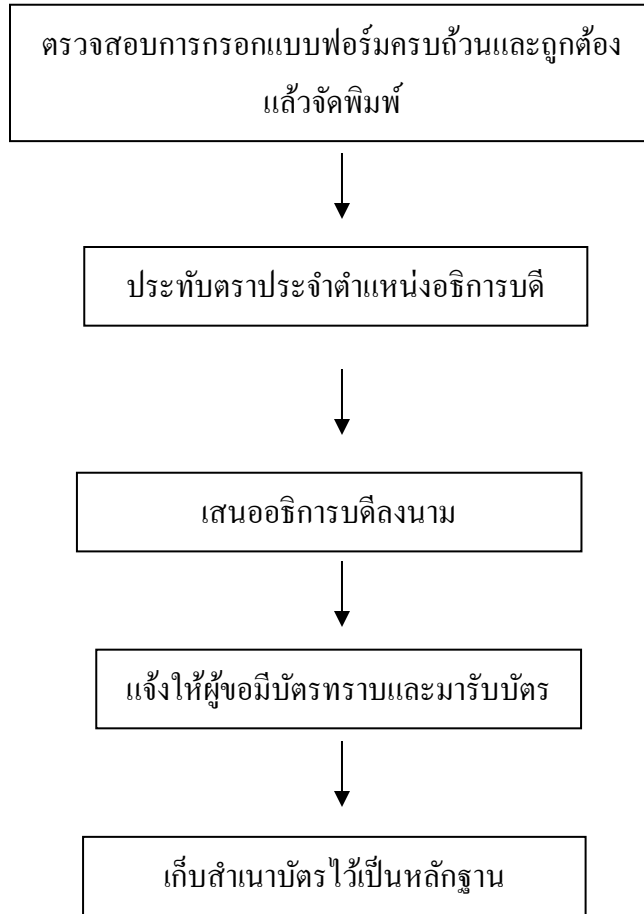 ตรวจสอบการกรอกแบบฟอร์มครบถ้วนและถูกต้อง
แล้วจัดพิมพ์
ประทับตราประจำตำแหน่งอธิการบดี
เสนออธิการบดีลงนาม
แจ้งให้ผู้ขอมีบัตรทราบและมารับบัตร
เก็บสำเนาบัตรไว้เป็นหลักฐาน